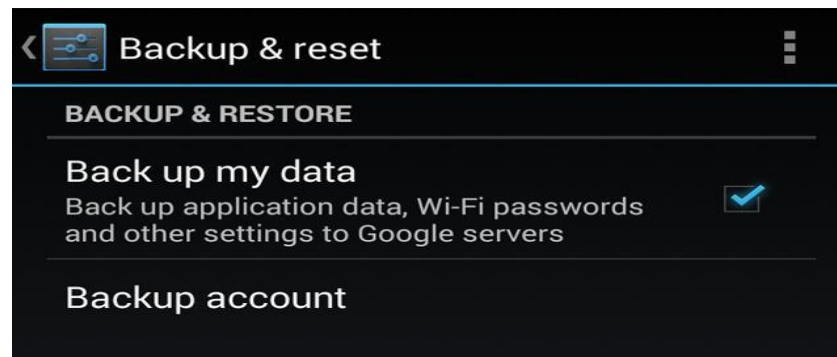 Backup & reset
BACKUP & RESTORE
Back up my data
Back up application data, Wi-Fi passwords
and other settings to Google servers
Backup account